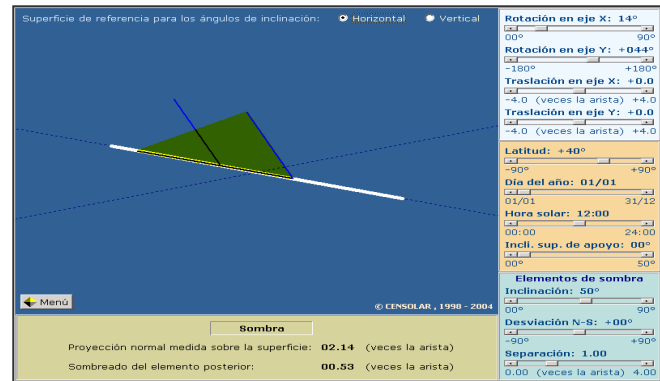 Superficie de referencia para los ángulos de inclinación: Horizontal Vertical
Menú
© CENSOLAR , 1998 - 2004
Sombra
Proyección normal medida sobre la superficie: 02.14 (veces la arista)
Sombreado del elemento posterior: 00.53 (veces la arista)
Rotación en eje X: 14°
00° 90°
Rotación en eje Y: +044°
-180° +180°
Traslación en eje X: +0.0
-4.0 (veces la arista) +4.0
Traslación en eje Y: +0.0
-4.0 (veces la arista) +4.0
Latitud: +40°
-90° +90°
Día del año: 01/01
01/01 31/12
Hora solar: 12:00
00:00 24:00
Incli. sup. de apoyo: 00°
00° 50°
Elementos de sombra
Inclinación: 50°
00° 90°
Desviación N-S: +00°
-90° +90°
Separación: 1.00
0.00 (veces la arista) 4.00